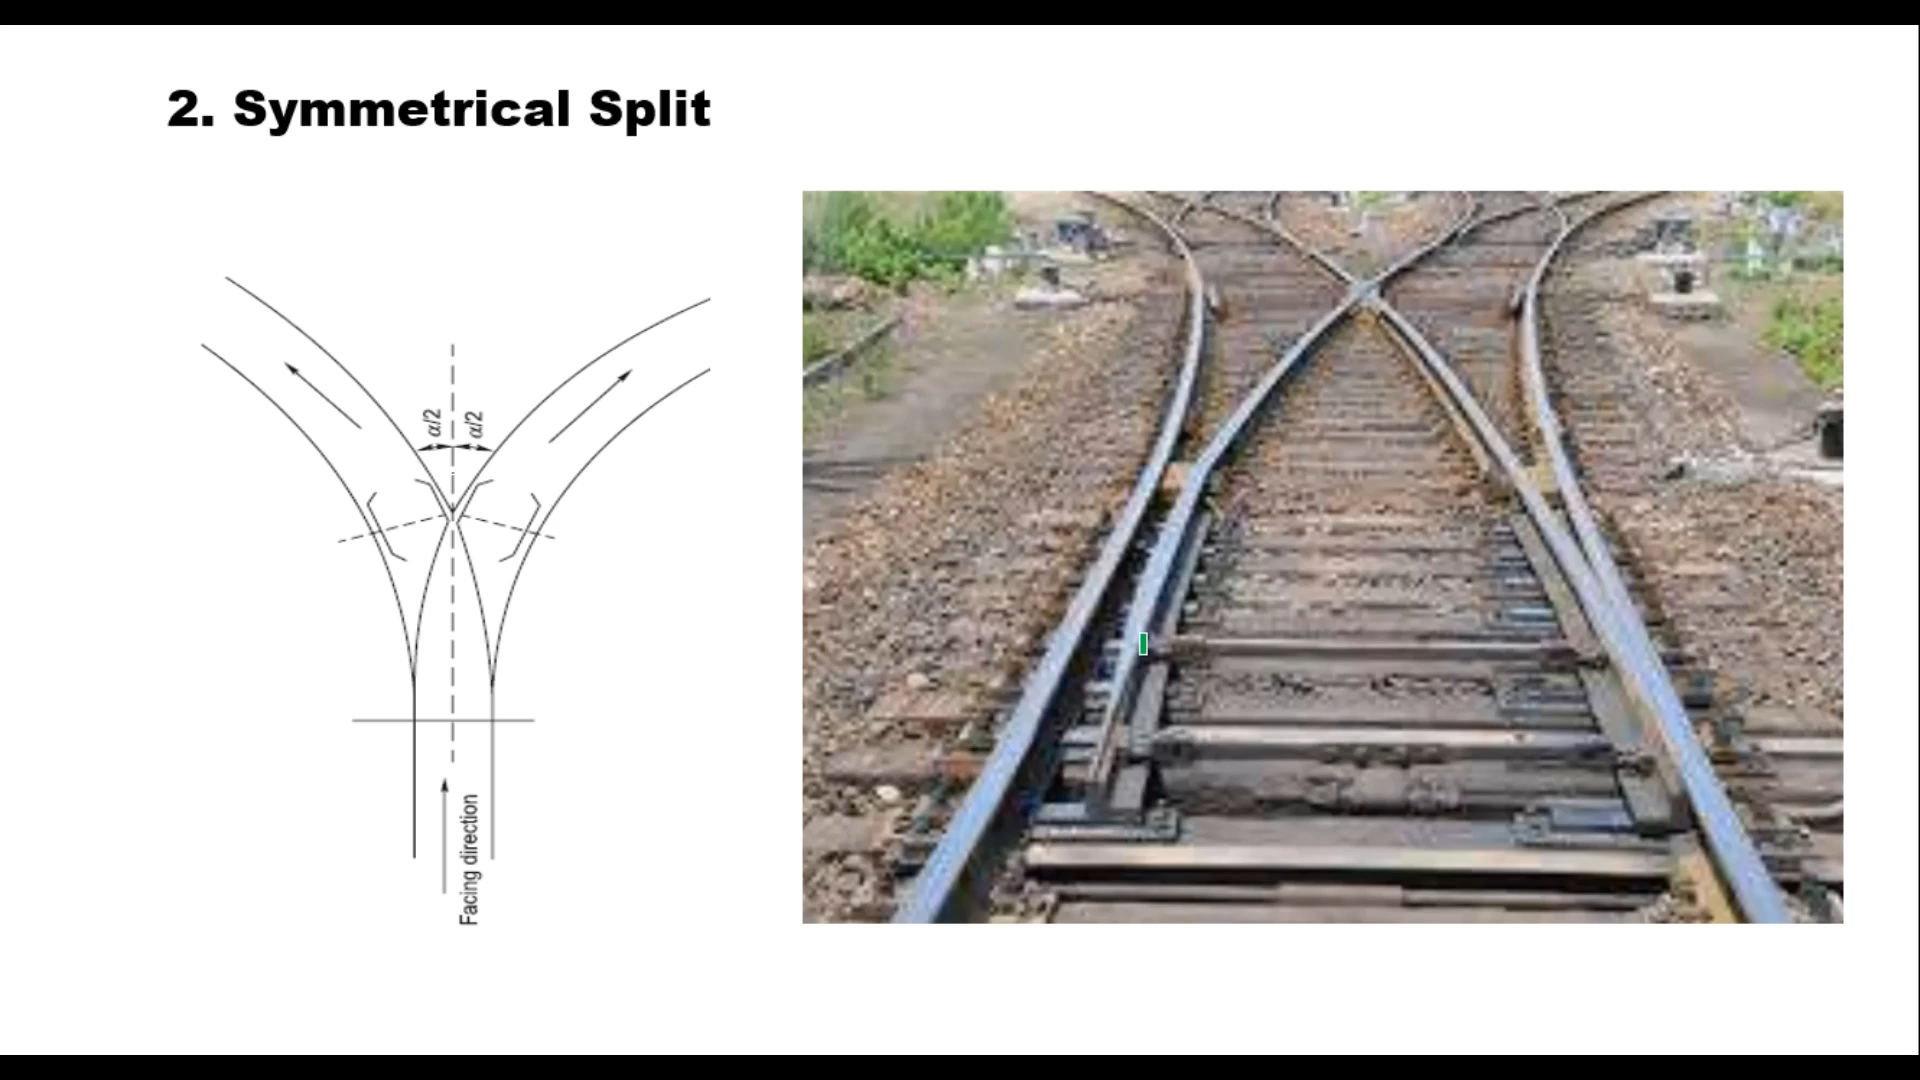 2. Symmetrical Split
α/2
α/2
Facing direction